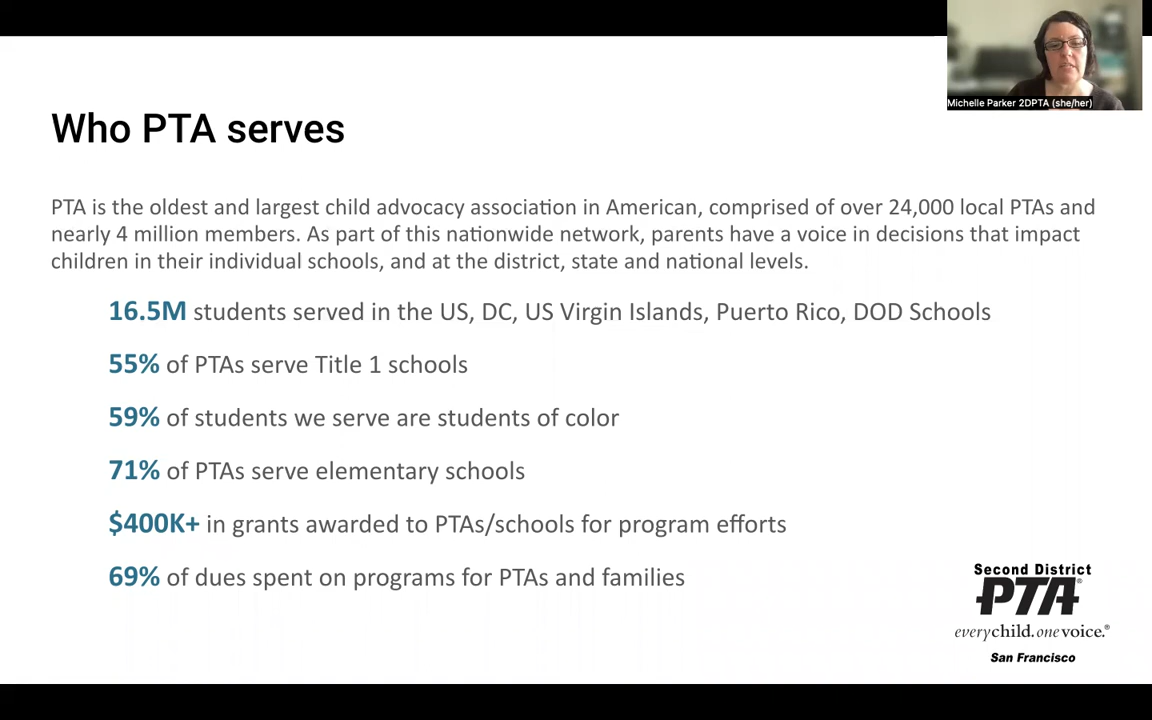 Michelle Parker 2DPTA (she/her)
Who PTA serves
PTA is the oldest and largest child advocacy association in American, comprised of over 24,000 local PTAs and
nearly 4 million members. As part of this nationwide network, parents have a voice in decisions that impact
children in their individual schools, and at the district, state and national levels.
16.5M students served in the US, DC, US Virgin Islands, Puerto Rico, DOD Schools
55% of PTAs serve Title 1 schools
59% of students we serve are students of color
71% of PTAs serve elementary schools
$400K+ in grants awarded to PTAs/schools for program efforts
69% of dues spent on programs for PTAs and families
Second District
PTA®
everychild.onevoice.®
San Francisco